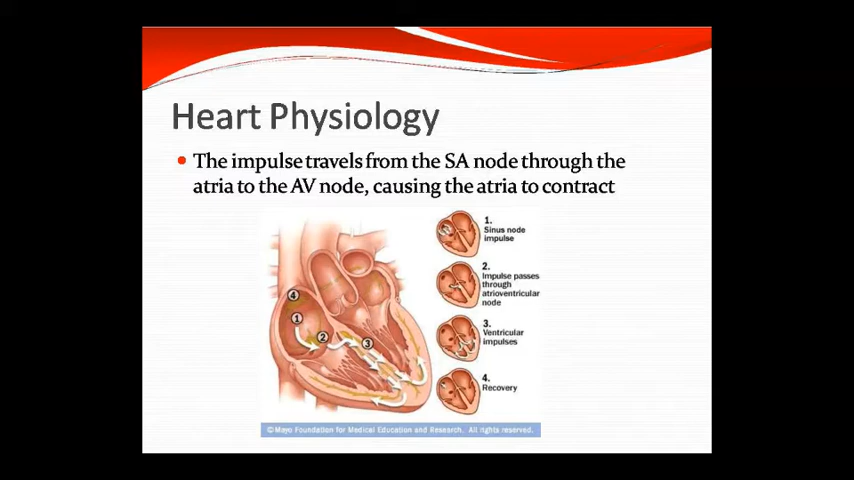 Heart Physiology
The impulse travels from the SA node through the
atria to the AV node, causing the atria to contract
1.
Sinus node
impulse
2.
Impulse passes
through
atrioventricular
node
3.
Ventricular
impulses
4.
Recovery
4
1
2
3
©Mayo Foundation for Medical Education and Research. All rights reserved.